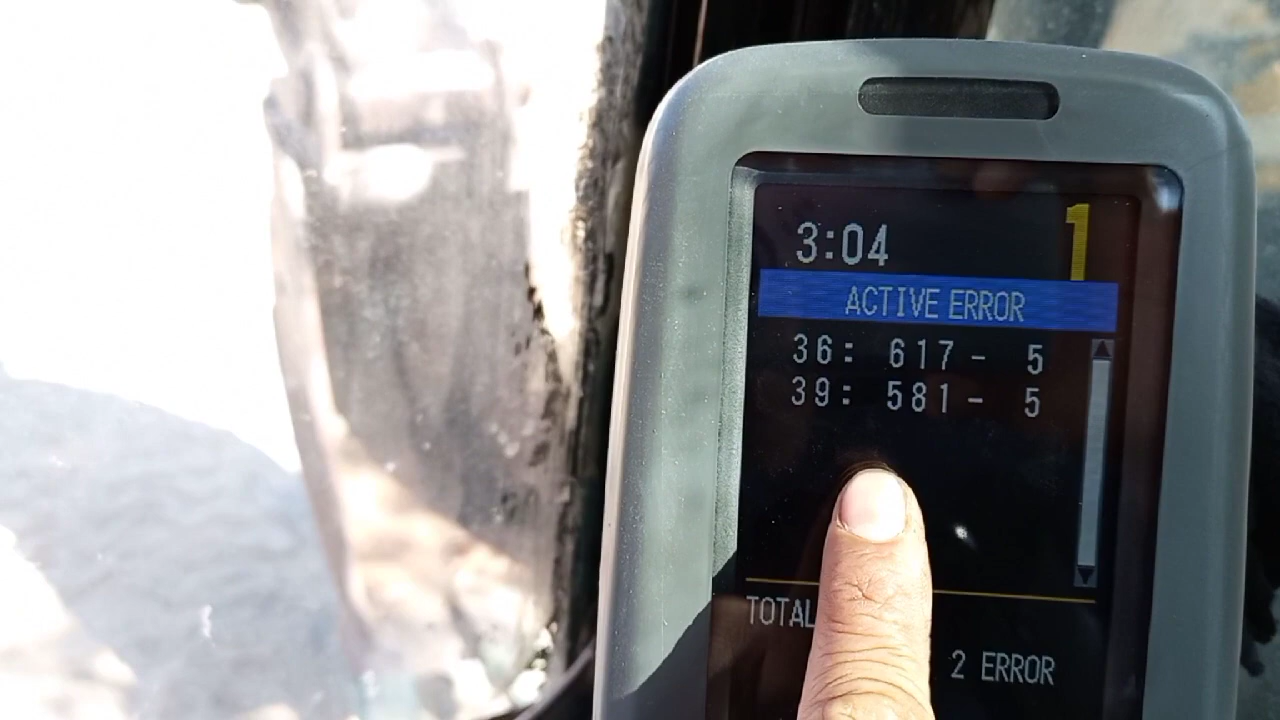 3:04
1
ACTIVE ERROR
36: 617- 5
39: 581- 5
TOTAL
2 ERROR